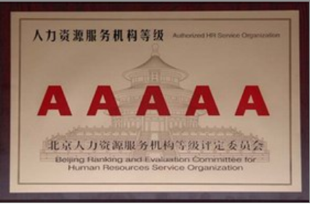 人力资源服务机构等级 Authorized HR Service Organization
AAAAA
北京人力资源服务机构等级评定委员会
Beijing Ranking and Evaluation Committee for
Human Resources Service Organization